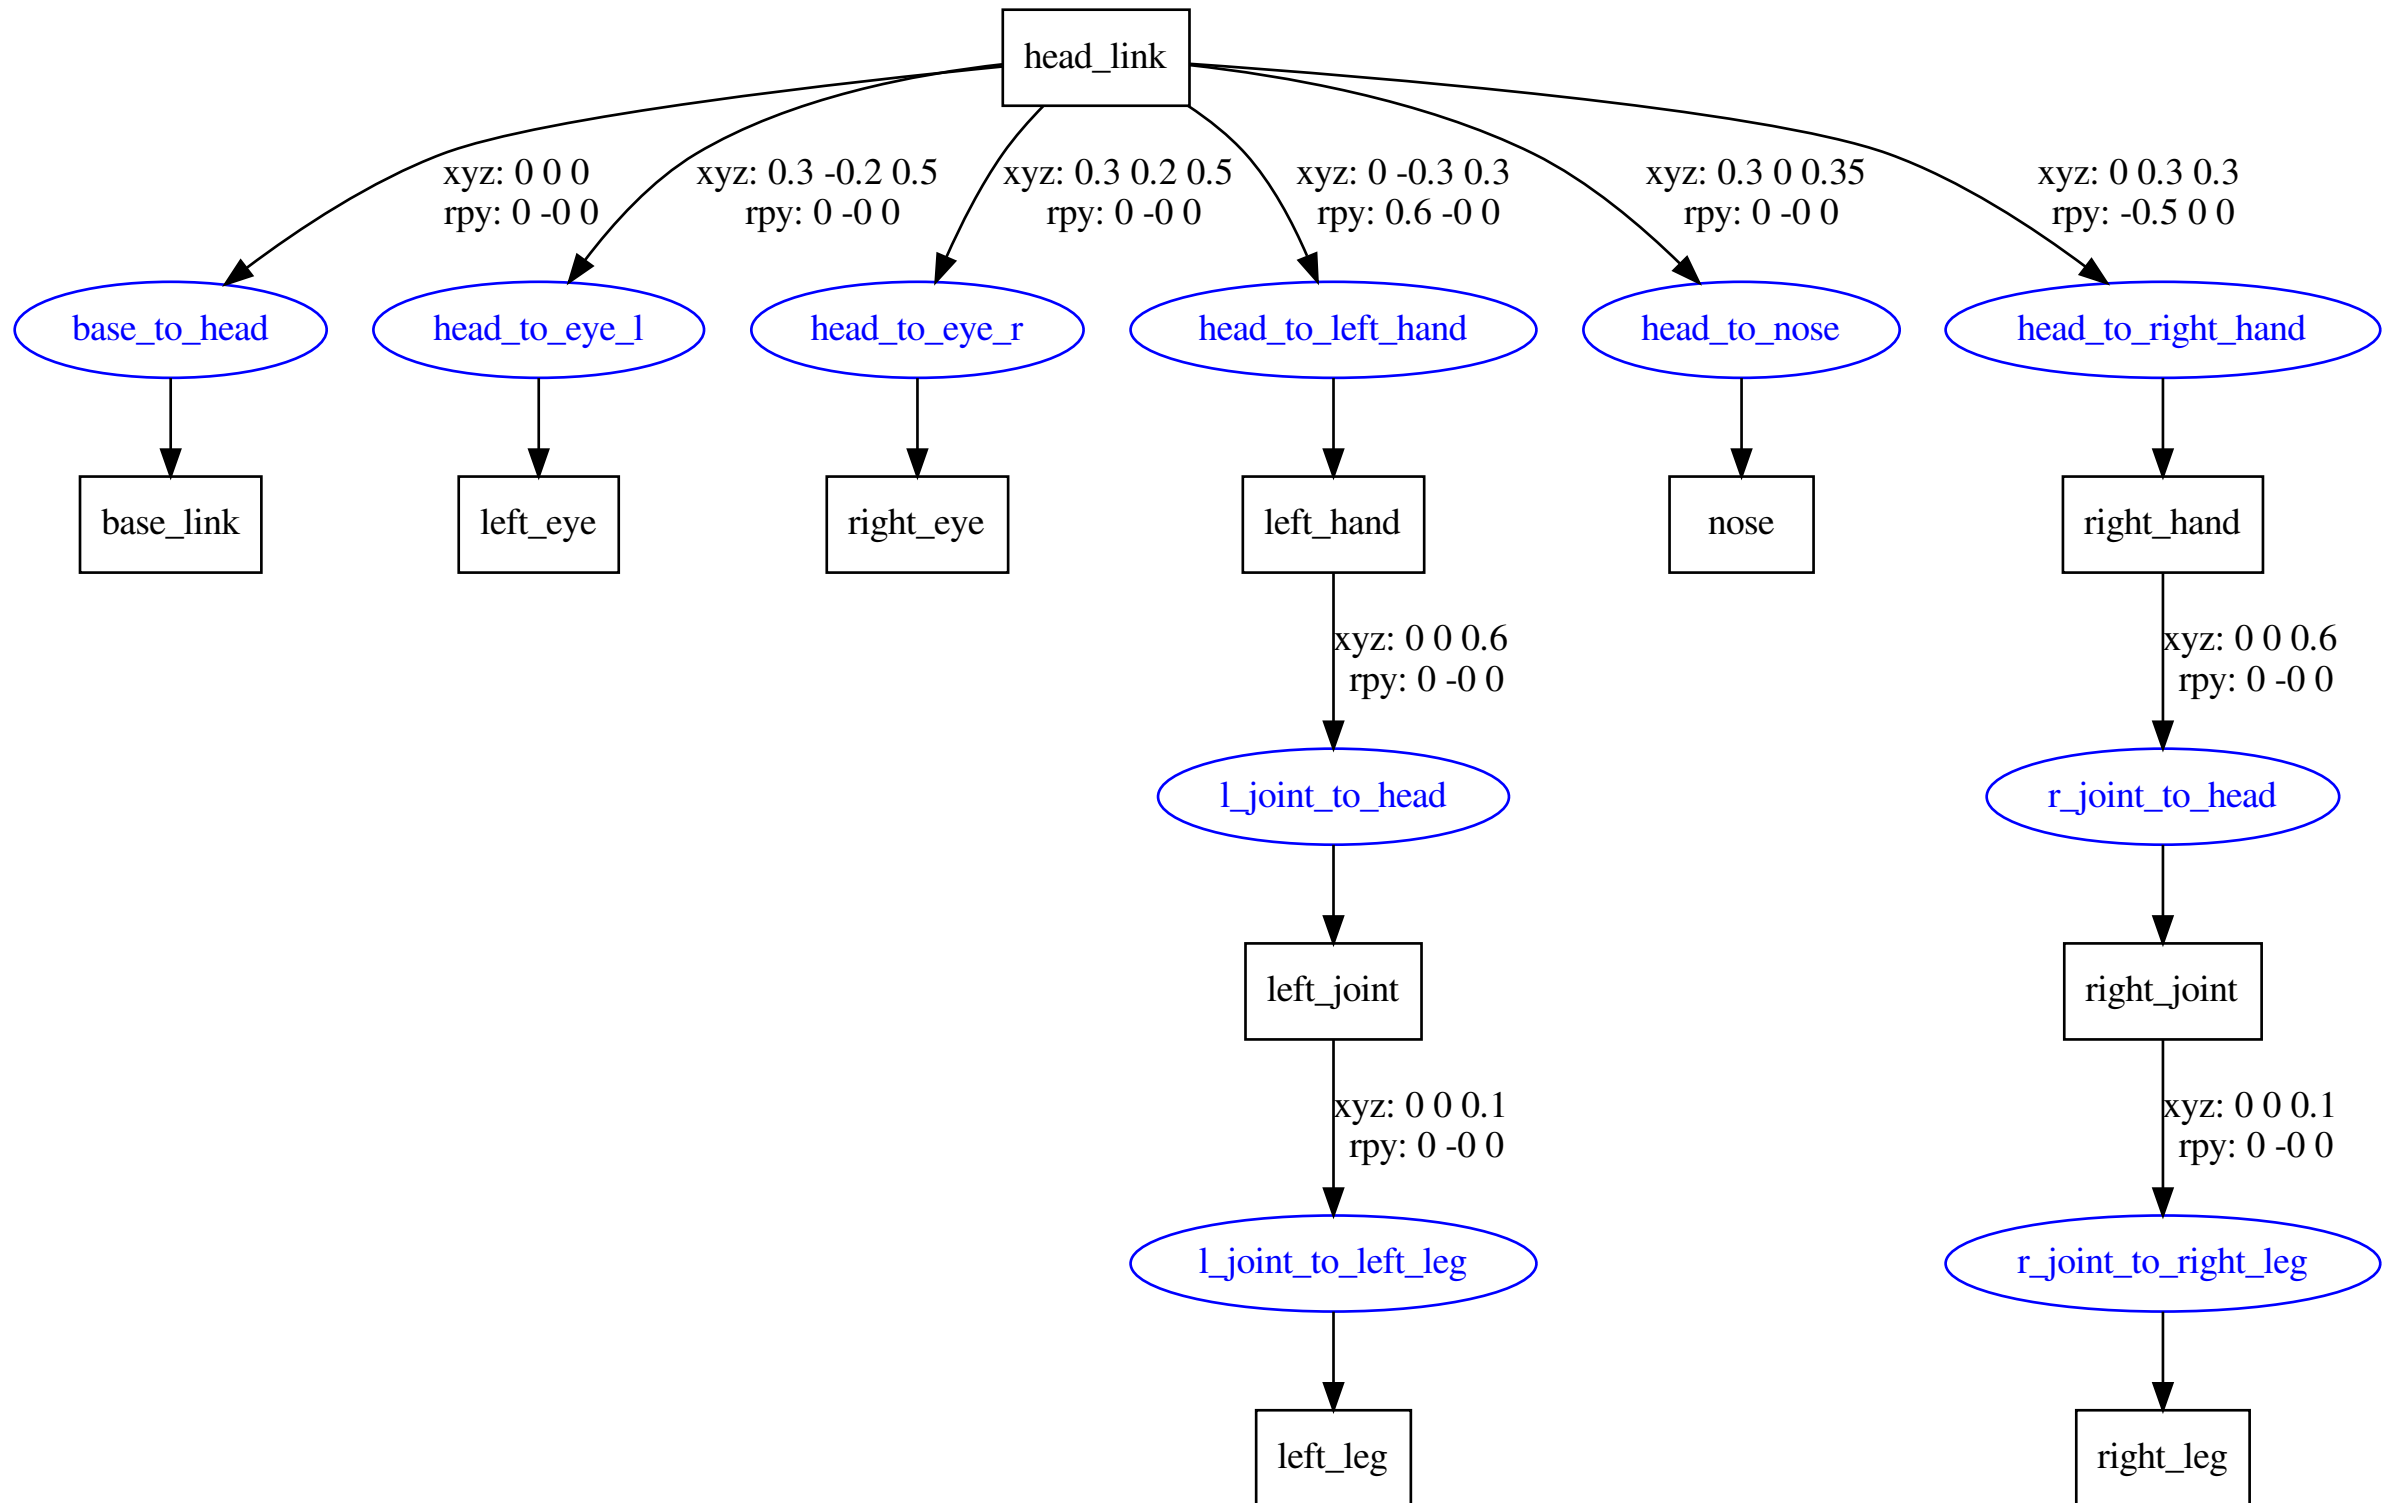 head_link
xyz: 0 0 0
rpy: 0 -0 0
xyz: 0.3 -0.2 0.5
rpy: 0 -0 0
xyz: 0.3 0.2 0.5
rpy: 0 -0 0
xyz: 0 -0.3 0.3
rpy: 0.6 -0 0
xyz: 0.3 0 0.35
rpy: 0 -0 0
xyz: 0 0.3 0.3
rpy: -0.5 0 0
base_to_head
head_to_eye_l
head_to_eye_r
head_to_left_hand
head_to_nose
head_to_right_hand
base_link
left_eye
right_eye
left_hand
nose
right_hand
xyz: 0 0 0.6
rpy: 0 -0 0
xyz: 0 0 0.6
rpy: 0 -0 0
l_joint_to_head
r_joint_to_head
left_joint
right_joint
xyz: 0 0 0.1
rpy: 0 -0 0
xyz: 0 0 0.1
rpy: 0 -0 0
l_joint_to_left_leg
r_joint_to_right_leg
left_leg
right_leg